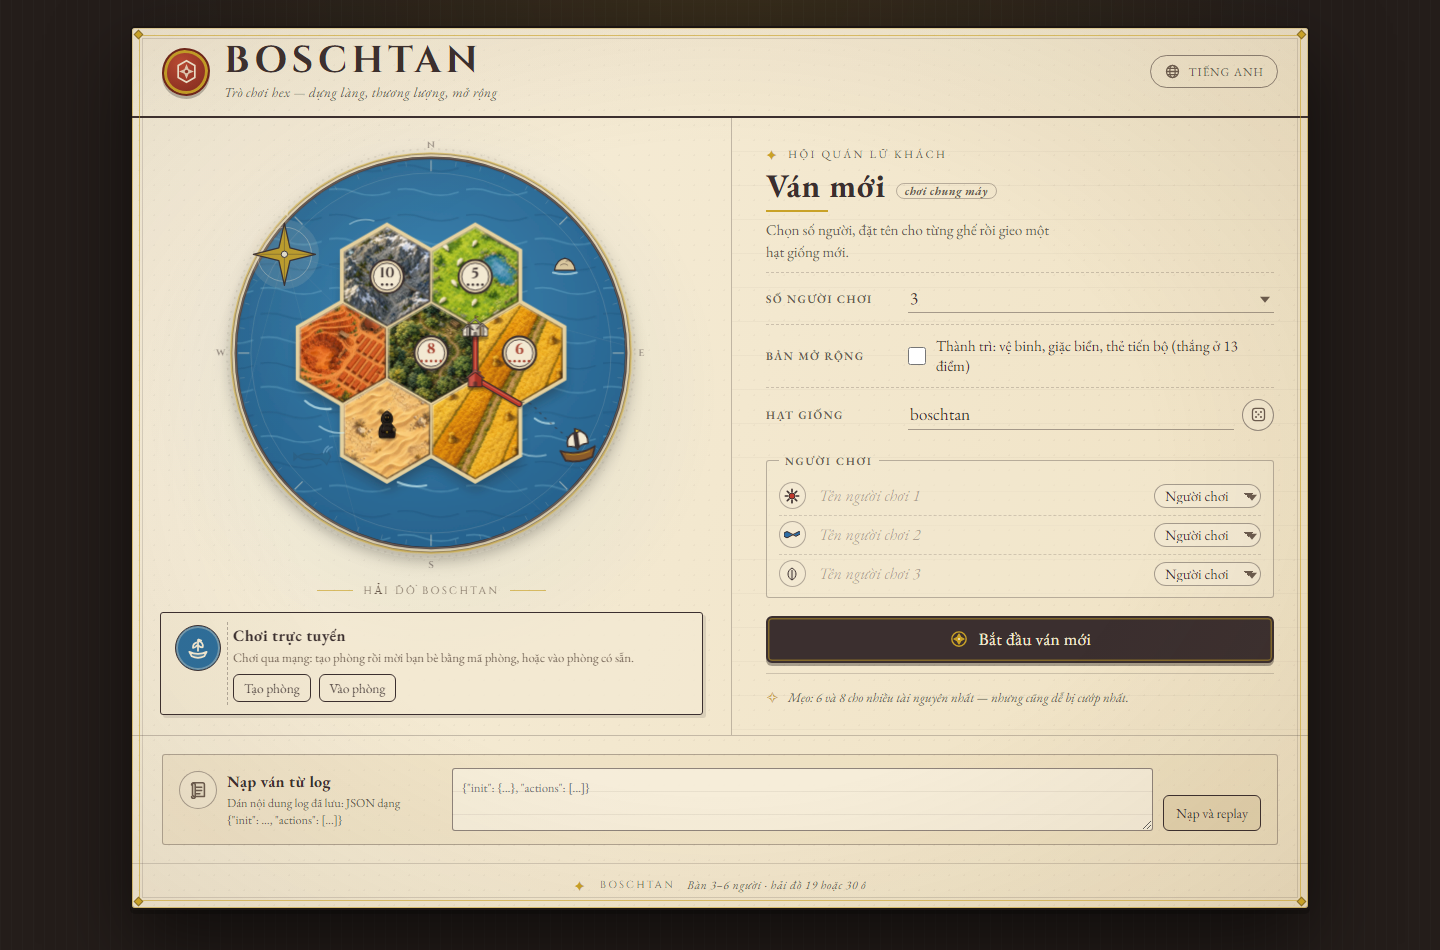 BOSCHTAN
Trò chơi hex — dựng làng, thương lượng, mở rộng
TIẾNG ANH
N
W
E
S
10
5
8
6
HẢI ĐỒ BOSCHTAN
Chơi trực tuyến
Chơi qua mạng: tạo phòng rồi mời bạn bè bằng mã phòng, hoặc vào phòng có sẵn.
Tạo phòng
Vào phòng
HỘI QUÁN LỮ KHÁCH
Ván mới chơi chung máy
Chọn số người, đặt tên cho từng ghế rồi gieo một
hạt giống mới.
SỐ NGƯỜI CHƠI 3
BẢN MỞ RỘNG Thành trì: vệ binh, giặc biển, thẻ tiến bộ (thắng ở 13
điểm)
HẠT GIỐNG boschtan
NGƯỜI CHƠI
Tên người chơi 1 Người chơi
Tên người chơi 2 Người chơi
Tên người chơi 3 Người chơi
Bắt đầu ván mới
Mẹo: 6 và 8 cho nhiều tài nguyên nhất — nhưng cũng dễ bị cướp nhất.
Nạp ván từ log
Dán nội dung log đã lưu: JSON dạng
{"init": ..., "actions": [...]}
{"init": {...}, "actions": [...]}
Nạp và replay
BOSCHTAN Bàn 3–6 người · hải đồ 19 hoặc 30 ô